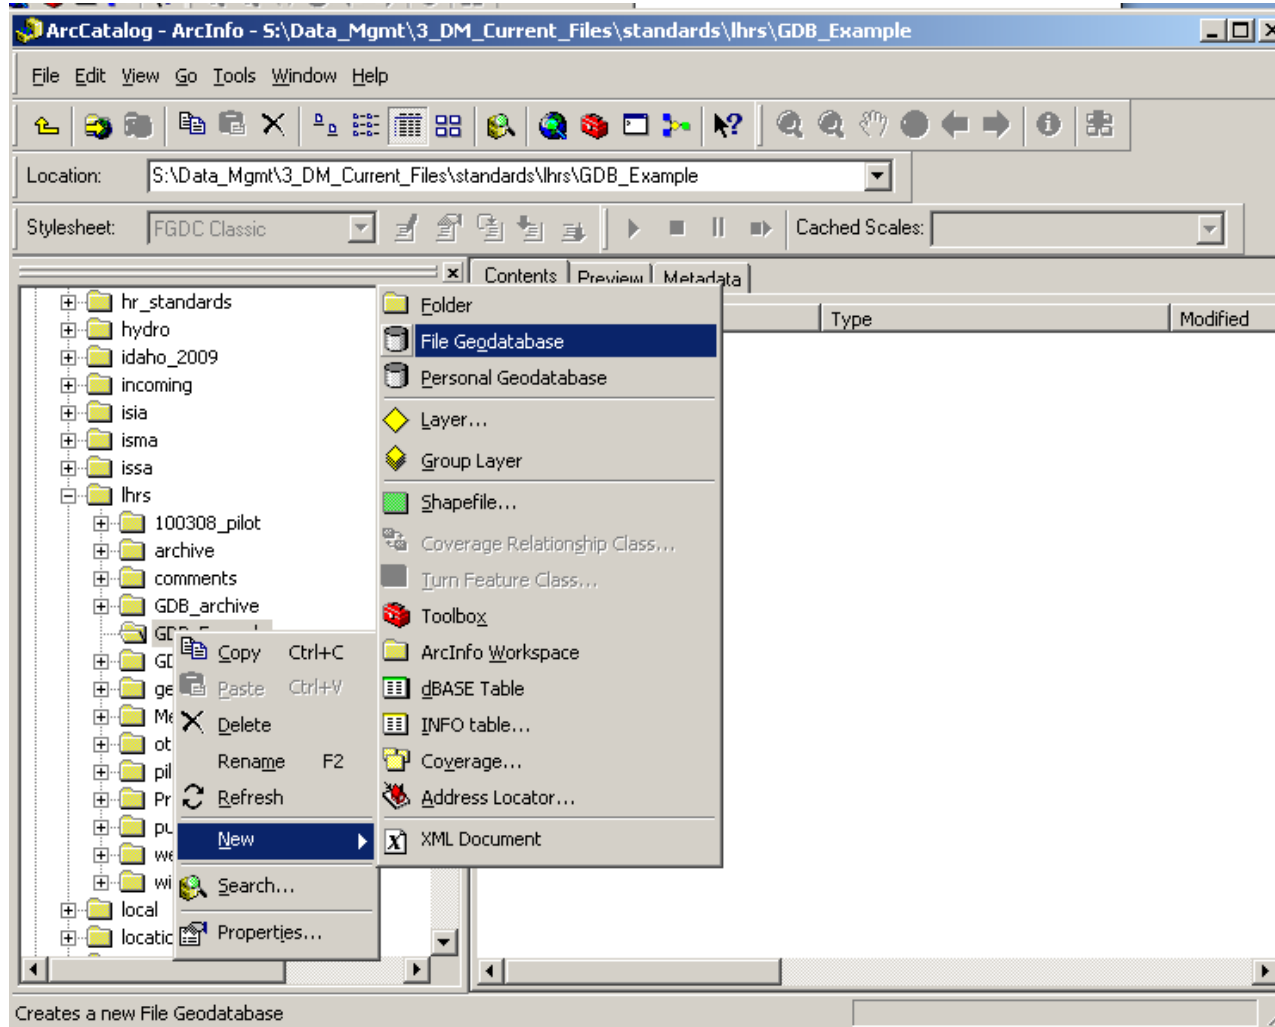 ArcCatalog - ArcInfo - S:\Data_Mgmt\3_DM_Current_Files\standards\lhrs\GDB_Example
File Edit View Go Tools Window Help
Location: S:\Data_Mgmt\3_DM_Current_Files\standards\lhrs\GDB_Example
Stylesheet: FGDC Classic Cached Scales:
Contents Preview Metadata
Type Modified
hr_standards
hydro
idaho_2009
incoming
isia
isma
issa
lhrs
100308_pilot
archive
comments
GDB_archive
local
Copy Ctrl+C
Paste Ctrl+V
Delete
Rename F2
Refresh
New
Search...
Properties...
Folder
File Geodatabase
Personal Geodatabase
Layer...
Group Layer
Shapefile...
Coverage Relationship Class...
Turn Feature Class...
Toolbox
ArcInfo Workspace
dBASE Table
INFO table...
Coverage...
Address Locator...
XML Document
Creates a new File Geodatabase